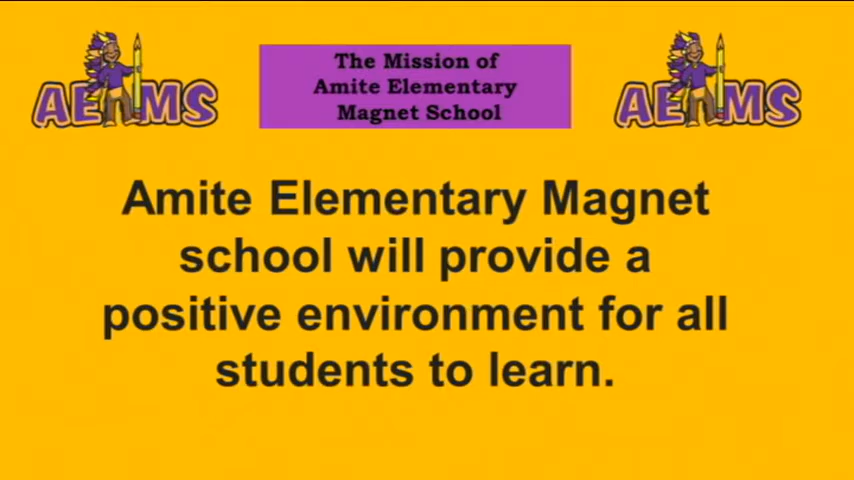 AEMS
The Mission of
Amite Elementary
Magnet School
AEMS
Amite Elementary Magnet
school will provide a
positive environment for all
students to learn.